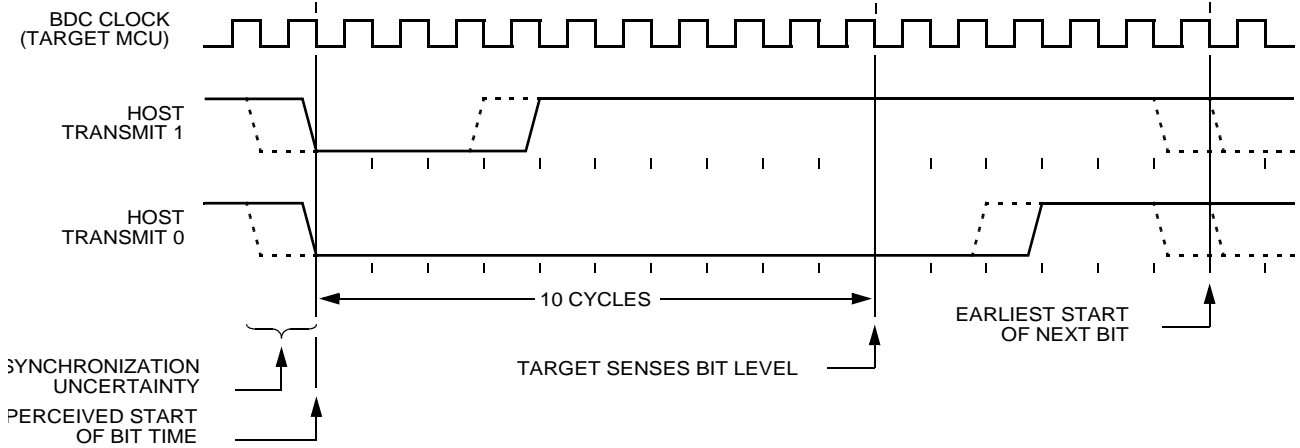 BDC CLOCK
(TARGET MCU)
HOST
TRANSMIT 1
HOST
TRANSMIT 0
10 CYCLES
EARLIEST START
OF NEXT BIT
TARGET SENSES BIT LEVEL
SYNCHRONIZATION
UNCERTAINTY
PERCEIVED START
OF BIT TIME